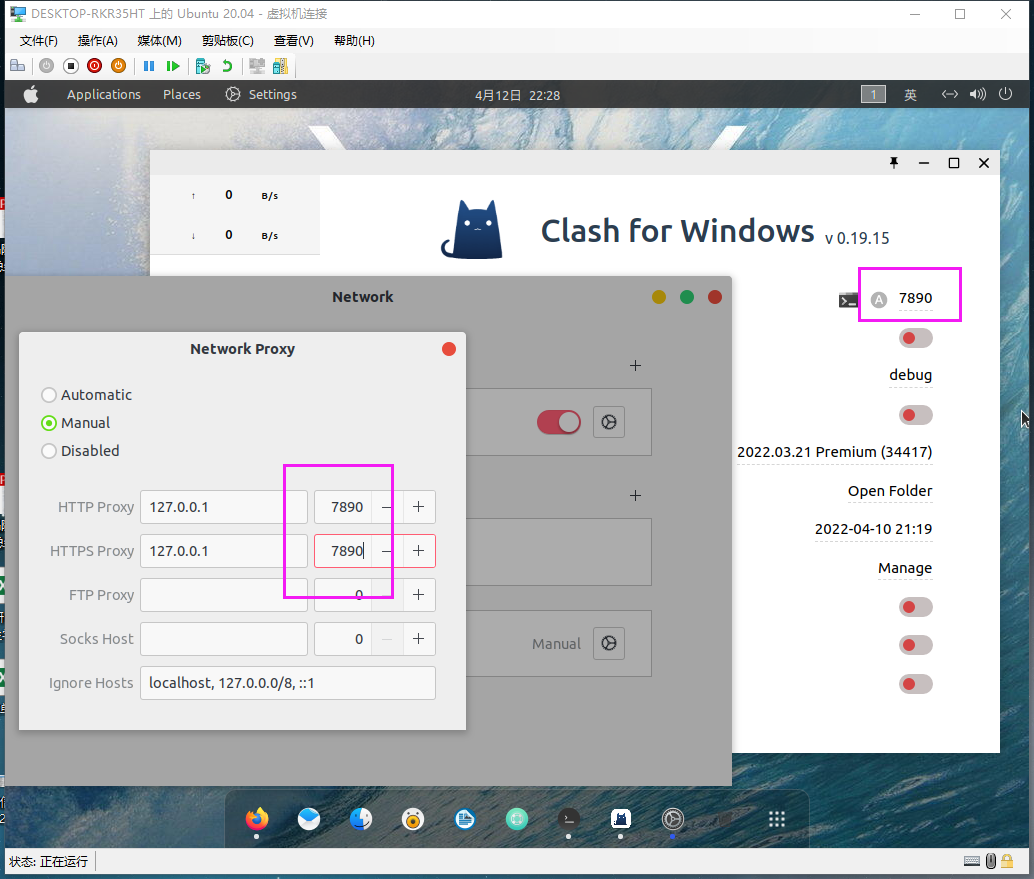 DESKTOP-RKR35HT 上的 Ubuntu 20.04 - 虚拟机连接
文件(F) 操作(A) 媒体(M) 剪贴板(C) 查看(V) 帮助(H)
Applications Places Settings 4月12日 22:28 1 英
↑ 0 B/s
↓ 0 B/s
Clash for Windows v 0.19.15
A 7890
debug
2022.03.21 Premium (34417)
Open Folder
2022-04-10 21:19
Manage
Network
Manual
Network Proxy
Automatic
Manual
Disabled
HTTP Proxy 127.0.0.1 7890 − +
HTTPS Proxy 127.0.0.1 7890 − +
FTP Proxy 0 +
Socks Host 0 − +
Ignore Hosts localhost, 127.0.0.0/8, ::1
状态: 正在运行